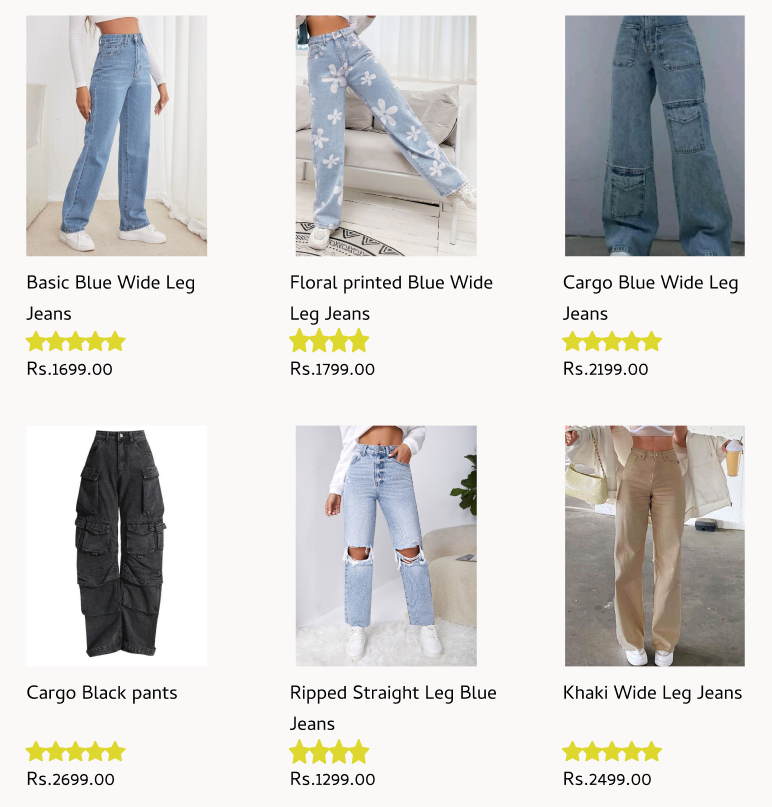 Basic Blue Wide Leg
Jeans
Rs.1699.00
Floral printed Blue Wide
Leg Jeans
Rs.1799.00
Cargo Blue Wide Leg
Jeans
Rs.2199.00
Cargo Black pants
Rs.2699.00
Ripped Straight Leg Blue
Jeans
Rs.1299.00
Khaki Wide Leg Jeans
Rs.2499.00